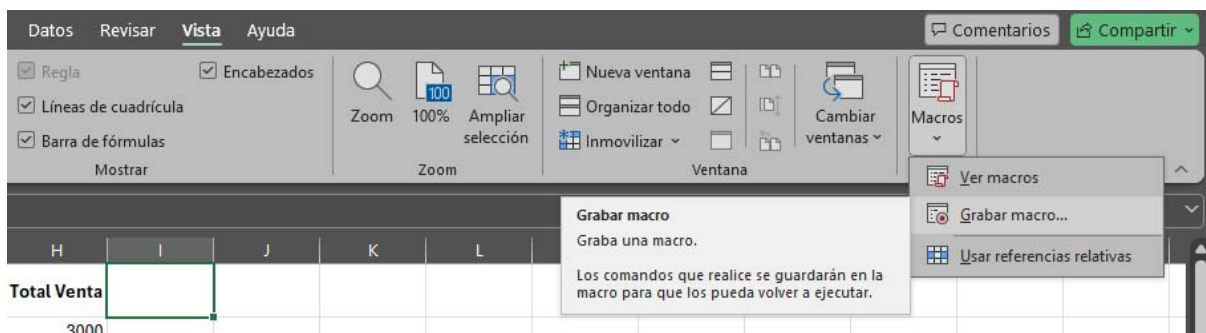 Datos Revisar Vista Ayuda Comentarios Compartir
Regla Encabezados
Líneas de cuadrícula
Barra de fórmulas
Mostrar
Zoom
100
100%
Ampliar
selección
Zoom
Nueva ventana
Organizar todo
Inmovilizar
Cambiar
ventanas
Ventana
Macros
Ver macros
Grabar macro...
Usar referencias relativas
Grabar macro
Graba una macro.
Los comandos que realice se guardarán en la
macro para que los pueda volver a ejecutar.
H I J K L
Total Venta
3000